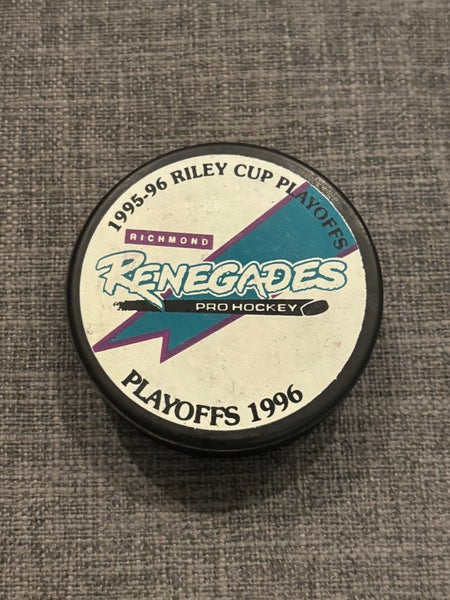 1995-96 RILEY CUP PLAYOFFS
RICHMOND
RENEGADES
PRO HOCKEY
PLAYOFFS 1996